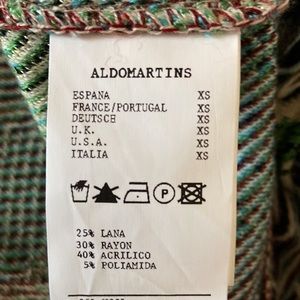 ALDOMARTINS
ESPANA XS
FRANCE/PORTUGAL XS
DEUTSCH XS
U.K. XS
U.S.A. XS
ITALIA XS
P
25% LANA
30% RAYON
40% ACRILICO
5% POLIAMIDA